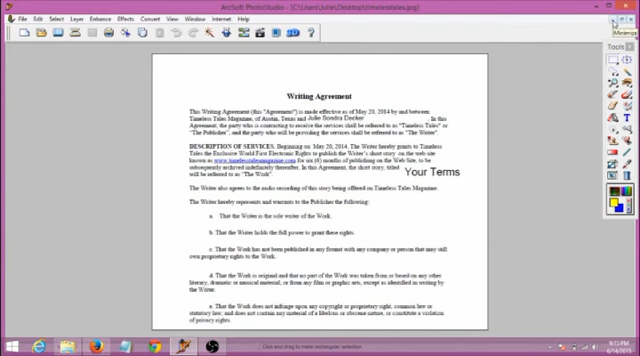 ArcSoft PhotoStudio - [C:\Users\Julie\Desktop\timelesstales.jpg]
File Edit Select Layer Enhance Effects Convert View Window Internet Help
Minimize
Tools
Writing Agreement
This Writing Agreement (this "Agreement") is made effective as of May 20, 2014 by and between
Timeless Tales Magazine, of Austin, Texas and Julie Sondra Decker . In this
Agreement, the party who is contracting to receive the services shall be referred to as "Timeless Tales" or
"The Publisher", and the party who will be providing the services shall be referred to as "The Writer".
DESCRIPTION OF SERVICES. Beginning on May 20, 2014. The Writer hereby grants to Timeless
Tales the Exclusive World First Electronic Rights to publish the Writer's short story on the web site
known as www.timelesstalesmagazine.com for six (6) months of publishing on the Web Site, to be
subsequently archived indefinitely thereafter. In this Agreement, the short story, titled
will be referred to as "The Work".
Your Terms
The Writer also agrees to the audio recording of this story being offered on Timeless Tales Magazine.
The Writer hereby represents and warrants to the Publisher the following:
a. That the Writer is the sole writer of the Work.
b. That the Writer holds the full power to grant these rights.
c. That the Work has not been published in any format with any company or person that may still
own proprietary rights to the Work.
d. That the Work is original and that no part of the Work was taken from or based on any other
literary, dramatic or musical material, or from any film or graphic arts, except as identified in writing by
the Writer.
e. That the Work does not infringe upon any copyright or proprietary right, common law or
statutory law; and does not contain any material of a libelous or obscene nature, or constitute a violation
of privacy rights.
Click and drag to make rectangular selection